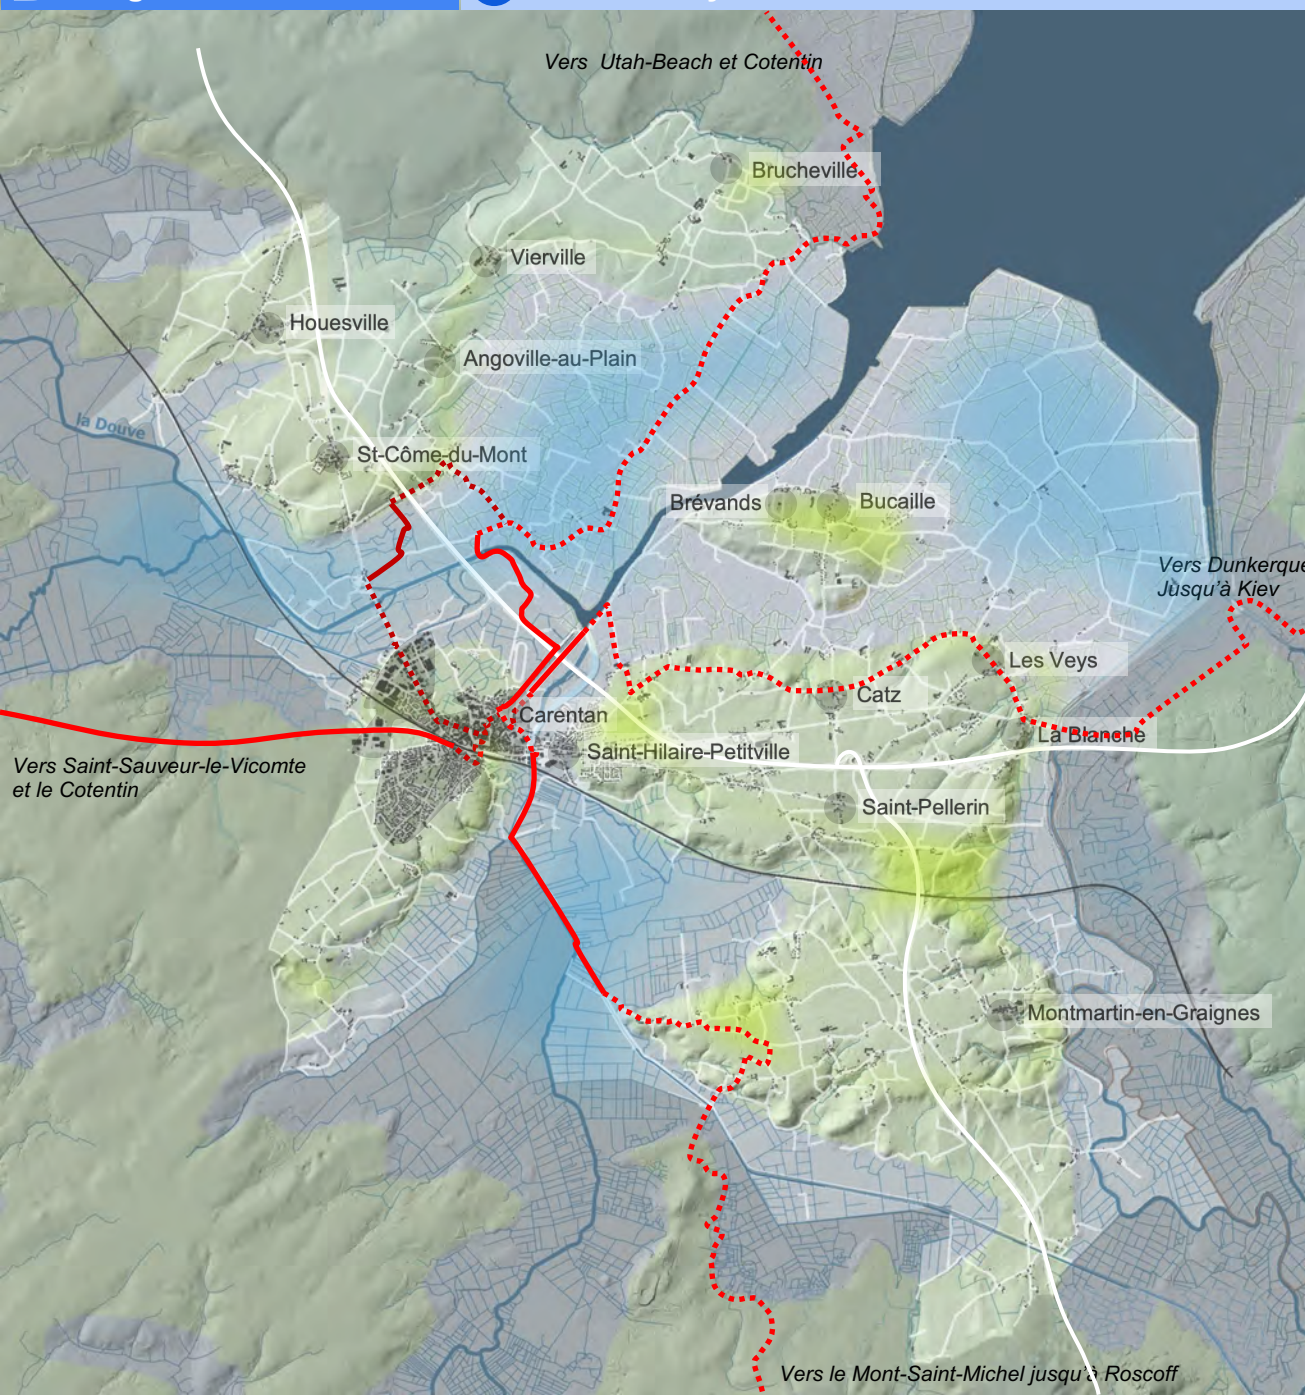 Vers Utah-Beach et Cotentin
Brucheville
Vierville
Houesville
Angoville-au-Plain
la Douve
St-Côme-du-Mont
Brévands
Bucaille
Vers Dunkerque
Jusqu'à Kiev
Les Veys
Catz
Carentan
La Blanche
Saint-Hilaire-Petitville
Vers Saint-Sauveur-le-Vicomte
et le Cotentin
Saint-Pellerin
Montmartin-en-Graignes
Vers le Mont-Saint-Michel jusqu'à Roscoff